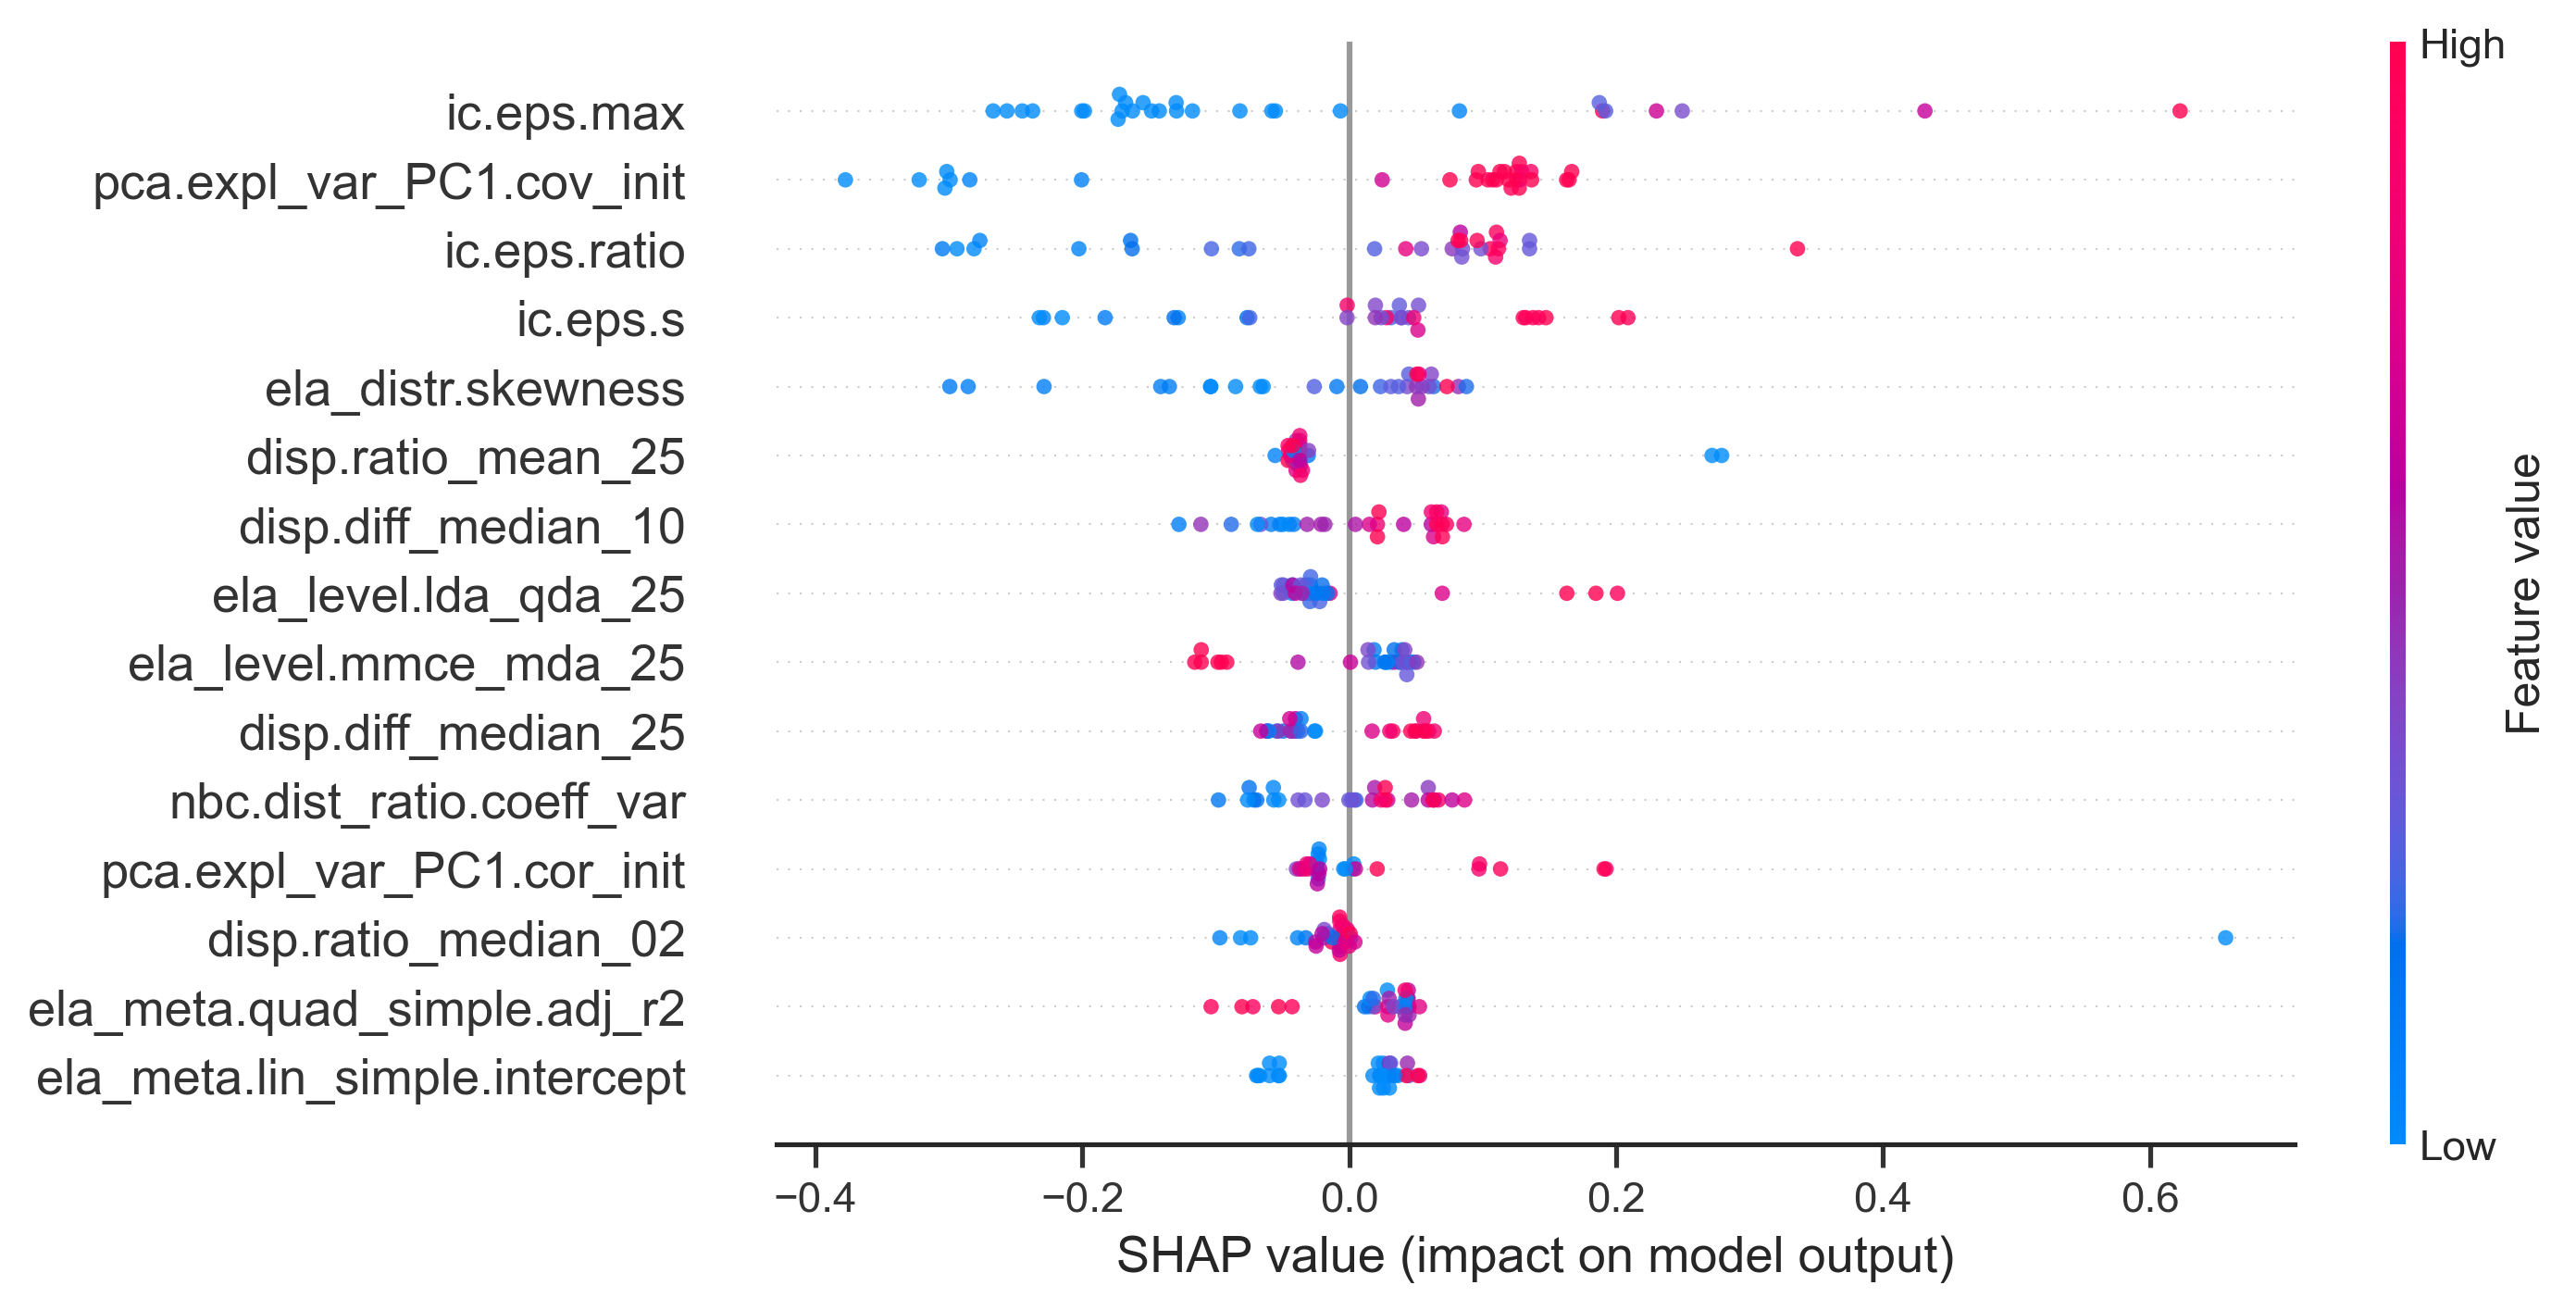 High
ic.eps.max
pca.expl_var_PC1.cov_init
ic.eps.ratio
ic.eps.s
ela_distr.skewness
disp.ratio_mean_25
disp.diff_median_10
ela_level.lda_qda_25
ela_level.mmce_mda_25
disp.diff_median_25
nbc.dist_ratio.coeff_var
pca.expl_var_PC1.cor_init
disp.ratio_median_02
ela_meta.quad_simple.adj_r2
ela_meta.lin_simple.intercept
Feature value
Low
−0.4 −0.2 0.0 0.2 0.4 0.6
SHAP value (impact on model output)